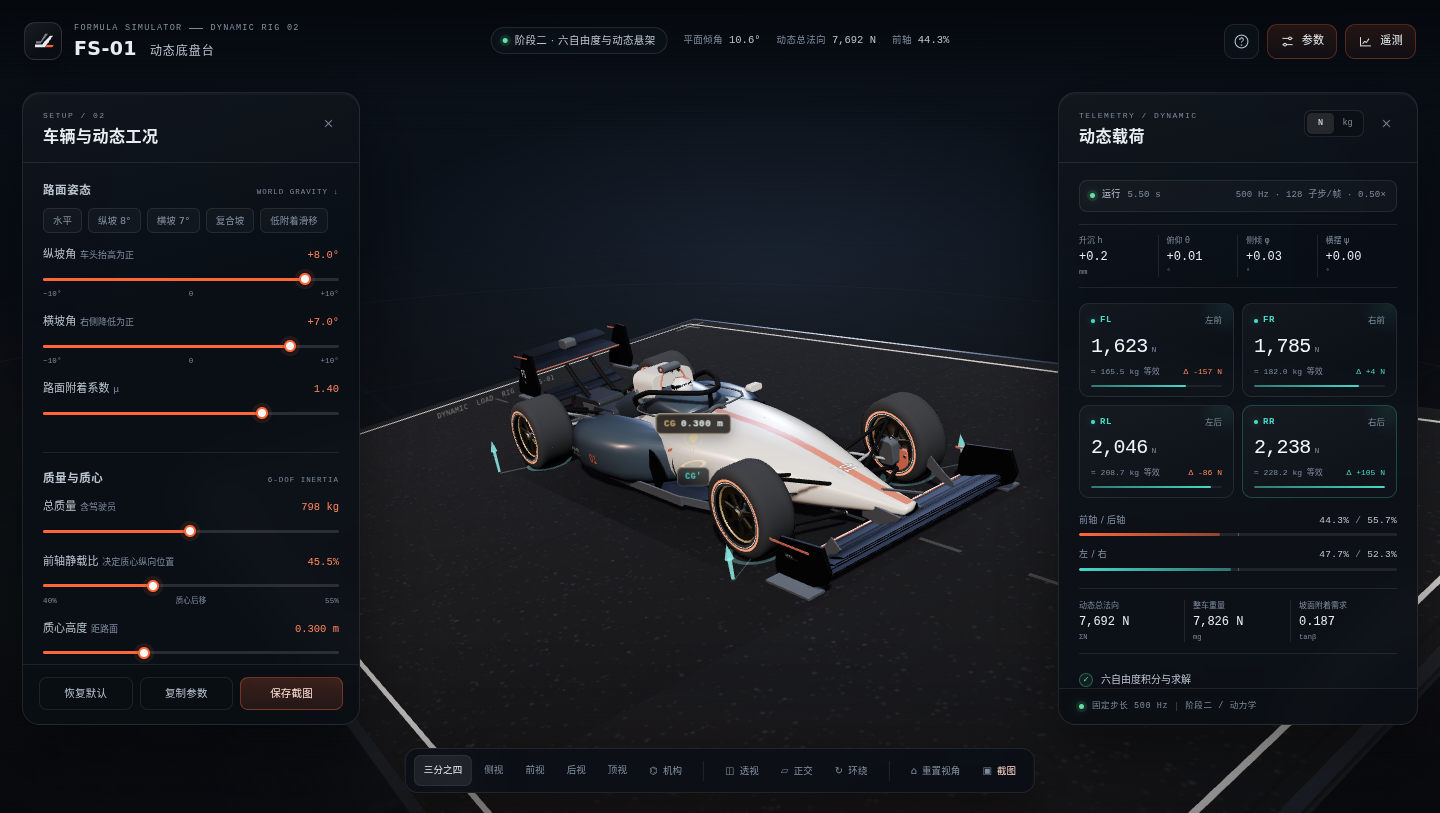 FORMULA SIMULATOR —— DYNAMIC RIG 02
FS-01 动态底盘台
阶段二 · 六自由度与动态悬架 平面倾角 10.6° 动态总法向 7,692 N 前轴 44.3%
参数 遥测
SETUP / 02
车辆与动态工况
×
路面姿态 WORLD GRAVITY ↓
水平 纵坡 8° 横坡 7° 复合坡 低附着滑移
纵坡角 车头抬高为正 +8.0°
−10° 0 +10°
横坡角 右侧降低为正 +7.0°
−10° 0 +10°
路面附着系数 μ 1.40
质量与质心 6-DOF INERTIA
总质量 含驾驶员 798 kg
前轴静载比 决定质心纵向位置 45.5%
40% 质心后移 55%
质心高度 距路面 0.300 m
恢复默认 复制参数 保存截图
DYNAMIC LOAD RIG
CG 0.300 m
CG'
01
TELEMETRY / DYNAMIC
动态载荷
N kg ×
运行 5.50 s 500 Hz · 128 子步/帧 · 0.50×
升沉 h 俯仰 θ 侧倾 φ 横摆 ψ
+0.2 +0.01 +0.03 +0.00
mm ° ° °
FL 左前
1,623 N
≈ 165.5 kg 等效 Δ -157 N
FR 右前
1,785 N
≈ 182.0 kg 等效 Δ +4 N
RL 左后
2,046 N
≈ 208.7 kg 等效 Δ -86 N
RR 右后
2,238 N
≈ 228.2 kg 等效 Δ +105 N
前轴 / 后轴 44.3% / 55.7%
左 / 右 47.7% / 52.3%
动态总法向 整车重量 坡面附着需求
7,692 N 7,826 N 0.187
ΣN mg tanβ
✓ 六自由度积分与求解
固定步长 500 Hz | 阶段二 / 动力学
三分之四 侧视 前视 后视 顶视 机构 透视 正交 环绕 重置视角 截图